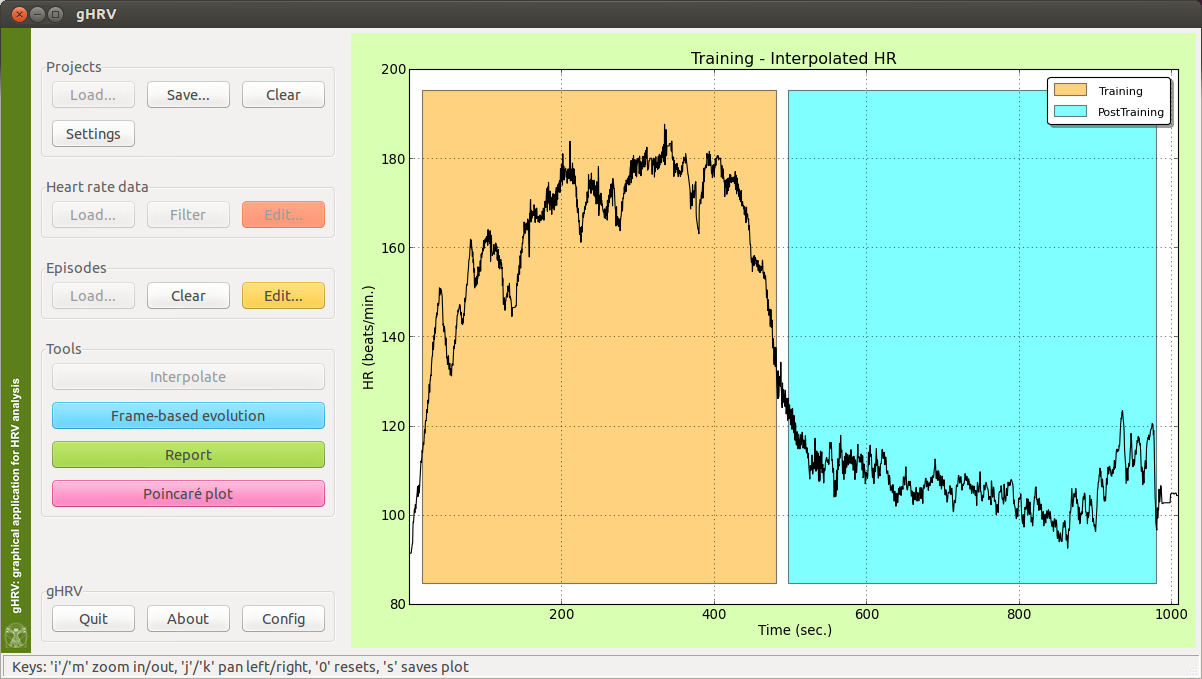 gHRV
Projects
Load...
Save...
Clear
Settings
Heart rate data
Load...
Filter
Edit...
Episodes
Load...
Clear
Edit...
Tools
Interpolate
Frame-based evolution
Report
Poincaré plot
gHRV
Quit
About
Config
gHRV: graphical application for HRV analysis
Training - Interpolated HR
Training
PostTraining
HR (beats/min.)
200
180
160
140
120
100
80
200
400
600
800
1000
Time (sec.)
Keys: 'i'/'m' zoom in/out, 'j'/'k' pan left/right, '0' resets, 's' saves plot